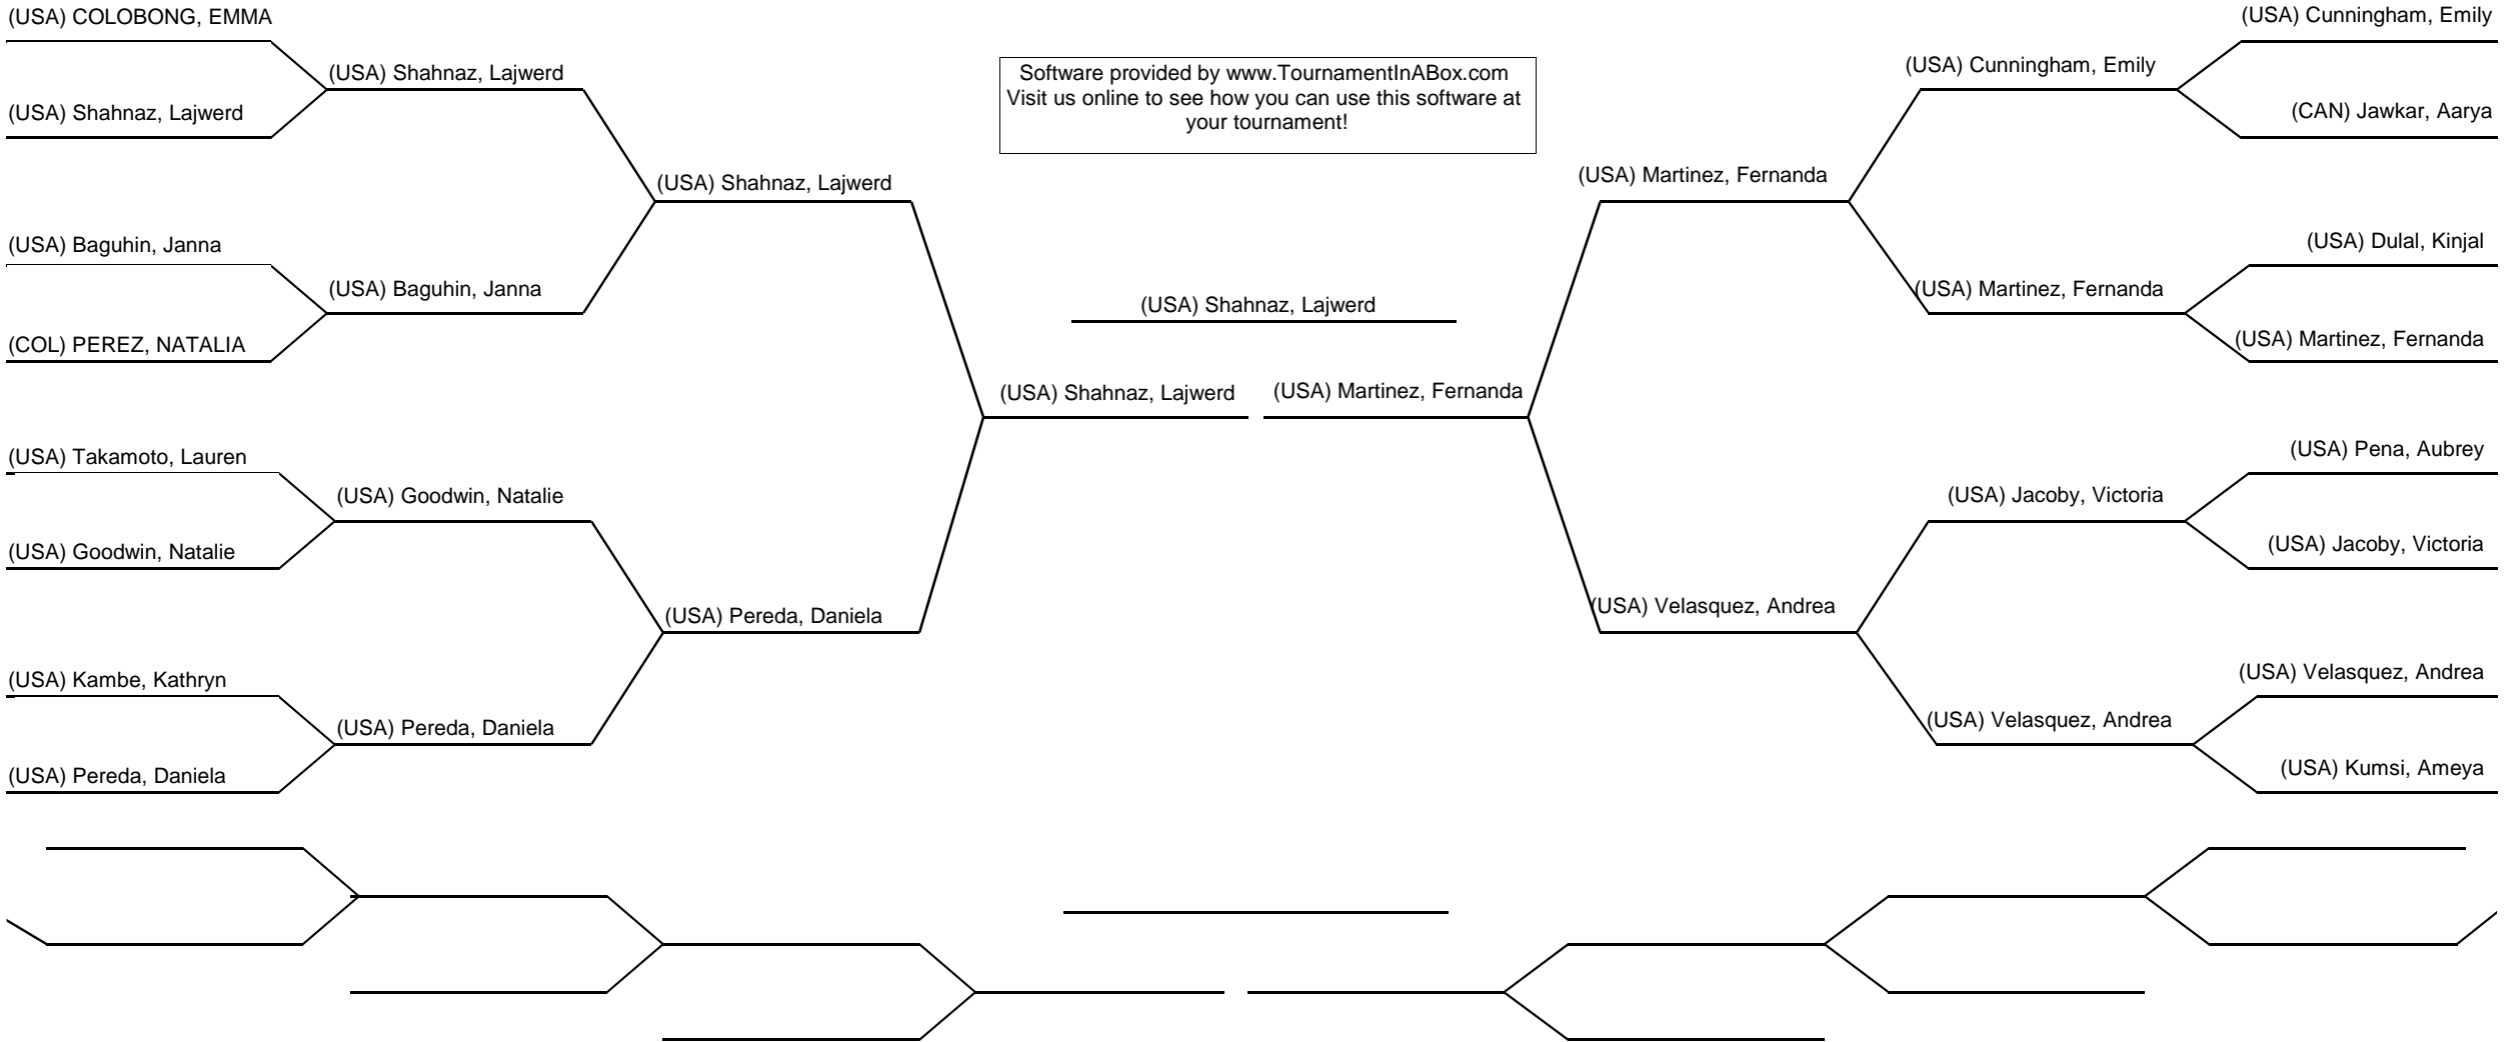 (USA) COLOBONG, EMMA
(USA) Cunningham, Emily
(USA) Shahnaz, Lajwerd
Software provided by www.TournamentInABox.com
Visit us online to see how you can use this software at
your tournament!
(USA) Cunningham, Emily
(USA) Shahnaz, Lajwerd
(CAN) Jawkar, Aarya
(USA) Shahnaz, Lajwerd
(USA) Martinez, Fernanda
(USA) Baguhin, Janna
(USA) Dulal, Kinjal
(USA) Baguhin, Janna
(USA) Shahnaz, Lajwerd
(USA) Martinez, Fernanda
(COL) PEREZ, NATALIA
(USA) Martinez, Fernanda
(USA) Shahnaz, Lajwerd
(USA) Martinez, Fernanda
(USA) Takamoto, Lauren
(USA) Pena, Aubrey
(USA) Goodwin, Natalie
(USA) Jacoby, Victoria
(USA) Goodwin, Natalie
(USA) Jacoby, Victoria
(USA) Pereda, Daniela
(USA) Velasquez, Andrea
(USA) Kambe, Kathryn
(USA) Velasquez, Andrea
(USA) Pereda, Daniela
(USA) Velasquez, Andrea
(USA) Pereda, Daniela
(USA) Kumsi, Ameya